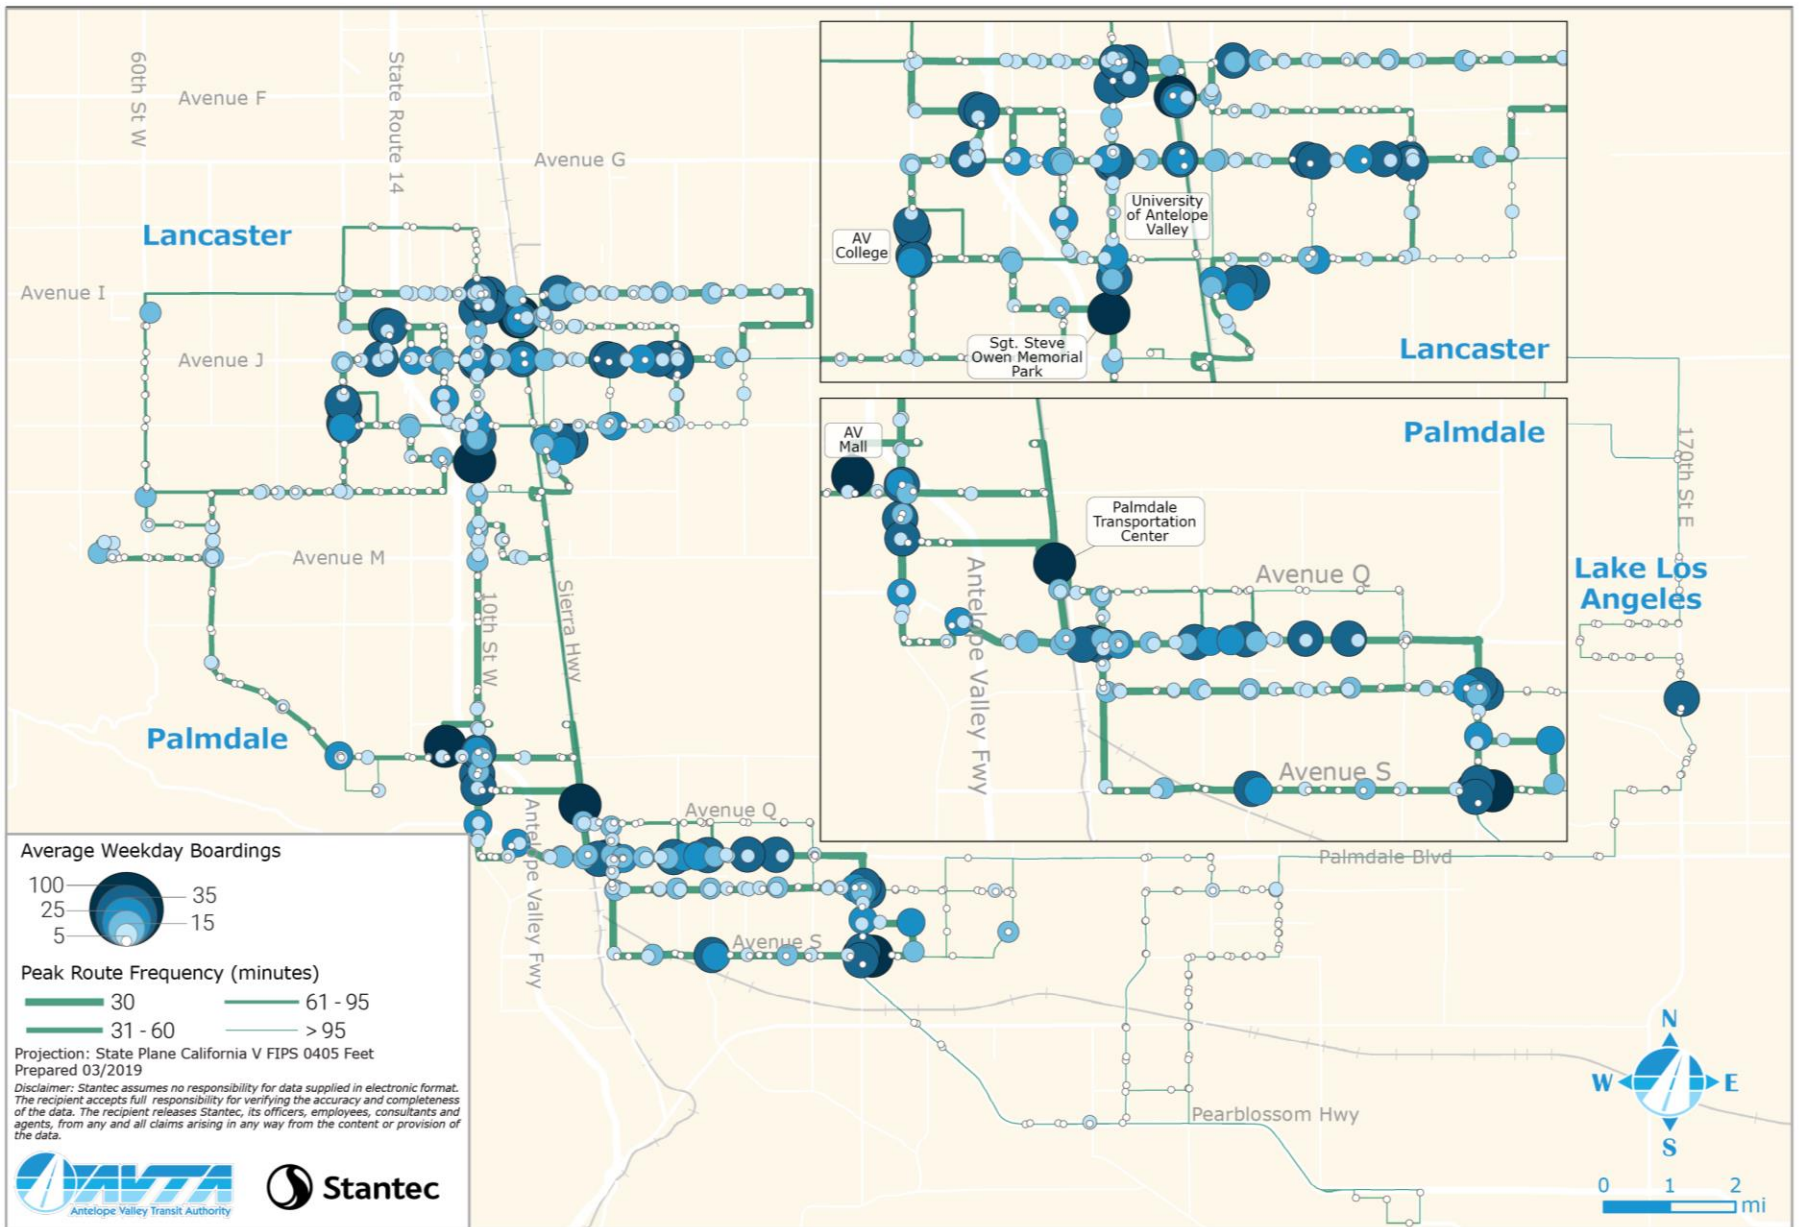 60th St W
State Route 14
Avenue F
Avenue G
Lancaster
Avenue I
Avenue J
Avenue M
10th St W
Sierra Hwy
Palmdale
Antelope Valley Fwy
Avenue Q
Avenue S
Palmdale Blvd
Pearblossom Hwy
170th St E
Lake Los
Angeles
University
of Antelope
Valley
AV
College
Sgt. Steve
Owen Memorial
Park
Lancaster
Palmdale
AV
Mall
Palmdale
Transportation
Center
Antelope Valley Fwy
Avenue Q
Avenue S
Average Weekday Boardings
100
35
25
15
5
Peak Route Frequency (minutes)
30
61 - 95
31 - 60
> 95
Projection: State Plane California V FIPS 0405 Feet
Prepared 03/2019
Disclaimer: Stantec assumes no responsibility for data supplied in electronic format.
The recipient accepts full responsibility for verifying the accuracy and completeness
of the data. The recipient releases Stantec, its officers, employees, consultants and
agents, from any and all claims arising in any way from the content or provision of
the data.
AVTA
Antelope Valley Transit Authority
Stantec
N
W E
S
0 1 2
mi